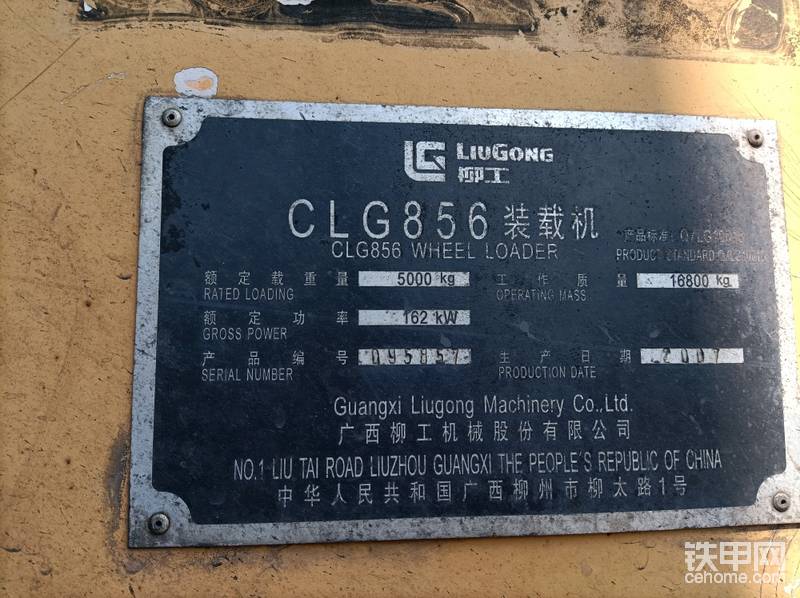 LG LIUGONG
柳工
CLG856 装载机
CLG856 WHEEL LOADER
产品标准:
PRODUCT STANDARD
额定载重量 5000 kg 工作质量 16800 kg
RATED LOADING OPERATING MASS
额定功率 162 kW
GROSS POWER
产品编号 095857 生产日期 2007
SERIAL NUMBER PRODUCTION DATE
Guangxi Liugong Machinery Co.,Ltd.
广西柳工机械股份有限公司
NO.1 LIU TAI ROAD LIUZHOU GUANGXI THE PEOPLE'S REPUBLIC OF CHINA
中华人民共和国广西柳州市柳太路1号
铁甲网
cehome.com